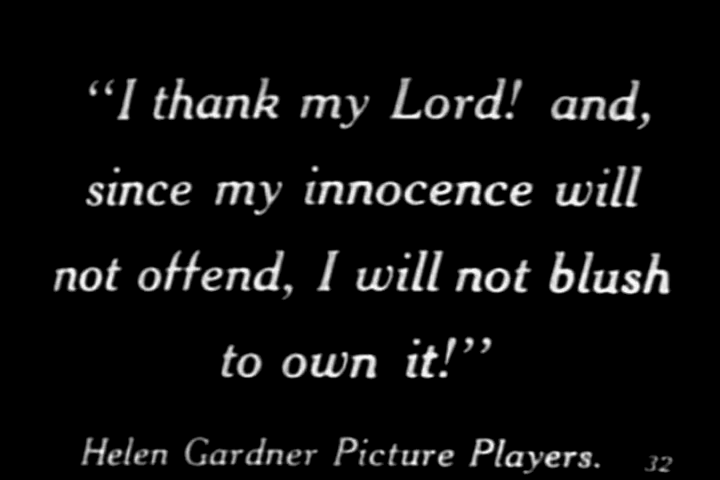 “I thank my Lord! and,
since my innocence will
not offend, I will not blush
to own it!”
Helen Gardner Picture Players. 32